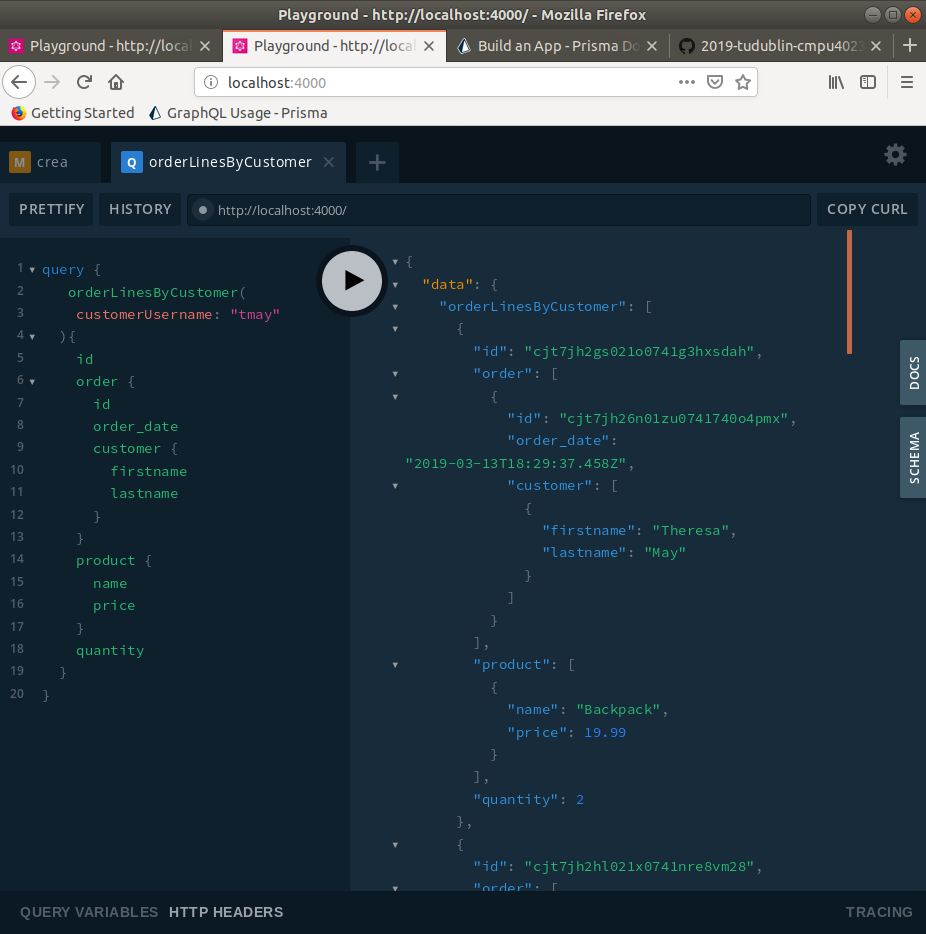 Playground - http://localhost:4000/ - Mozilla Firefox
Playground - http://local
Playground - http://loca
Build an App - Prisma Do
2019-tudublin-cmpu4023
localhost:4000
Getting Started
GraphQL Usage - Prisma
M crea
Q orderLinesByCustomer
PRETTIFY
HISTORY
http://localhost:4000/
COPY CURL
1 query {
2 orderLinesByCustomer(
3 customerUsername: "tmay"
4 ){
5 id
6 order {
7 id
8 order_date
9 customer {
10 firstname
11 lastname
12 }
13 }
14 product {
15 name
16 price
17 }
18 quantity
19 }
20 }
{
"data": {
"orderLinesByCustomer": [
{
"id": "cjt7jh2gs021o0741g3hxsdah",
"order": [
{
"id": "cjt7jh26n01zu0741740o4pmx",
"order_date":
"2019-03-13T18:29:37.458Z",
"customer": [
{
"firstname": "Theresa",
"lastname": "May"
}
]
}
],
"product": [
{
"name": "Backpack",
"price": 19.99
}
],
"quantity": 2
},
{
"id": "cjt7jh2hl021x0741nre8vm28",
"order": [
DOCS
SCHEMA
QUERY VARIABLES
HTTP HEADERS
TRACING